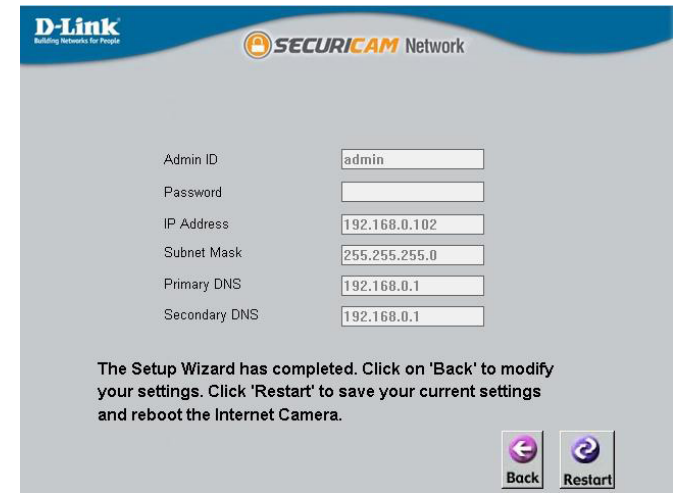 D-Link
Building Networks for People
SECURICAM Network
Admin ID admin
Password
IP Address 192.168.0.102
Subnet Mask 255.255.255.0
Primary DNS 192.168.0.1
Secondary DNS 192.168.0.1
The Setup Wizard has completed. Click on 'Back' to modify
your settings. Click 'Restart' to save your current settings
and reboot the Internet Camera.
Back Restart